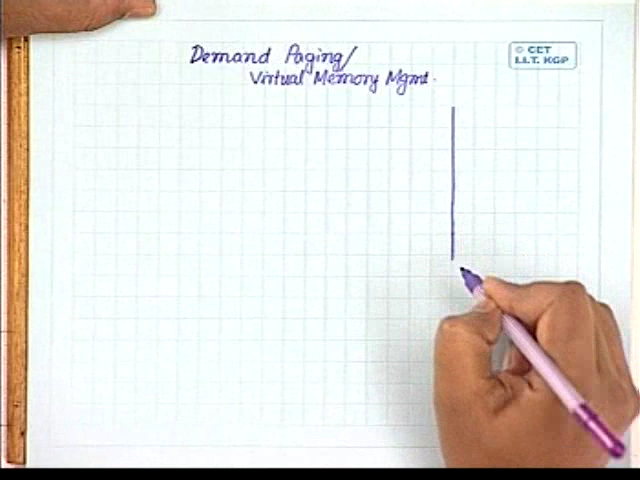 Demand Paging/
Virtual Memory Mgmt.
© CET
I.I.T. KGP